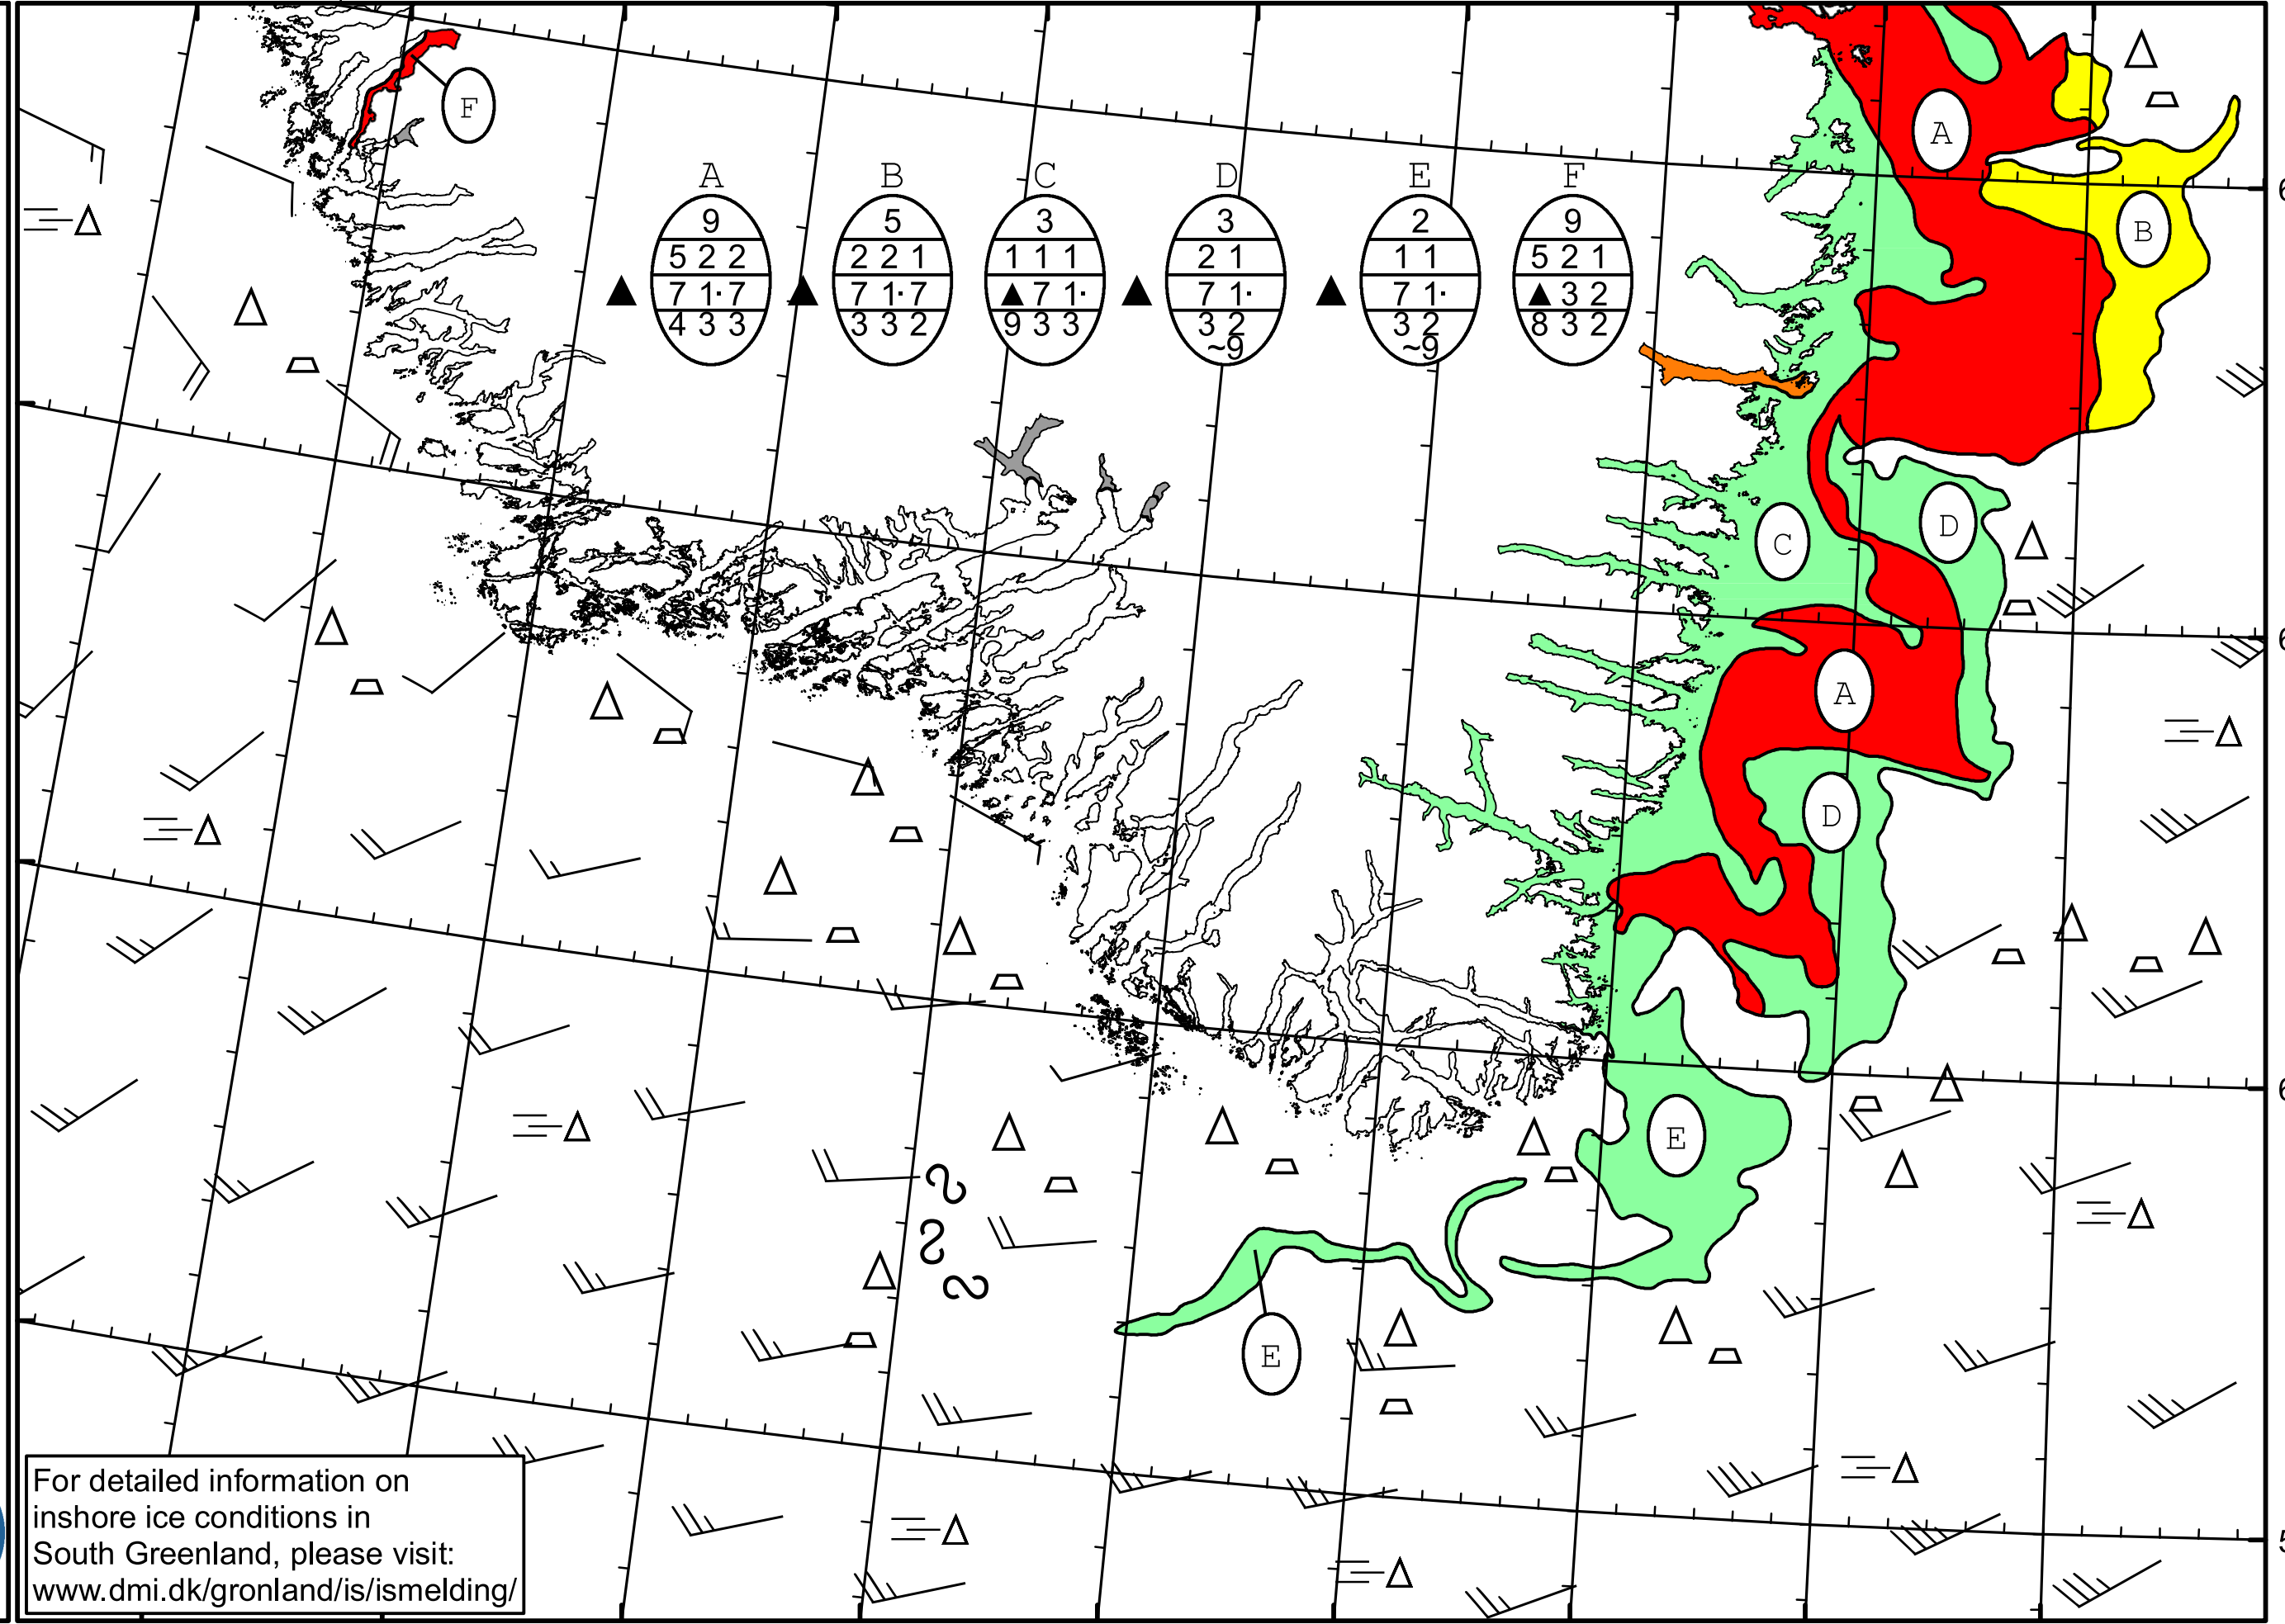 F
A
A B C D E F
9 5 3 3 2 9
5 2 2 2 2 1 1 1 1 2 1 1 1 5 2 1
▲ 7 1· 7 ▲ 7 1· 7 ▲ 7 1· ▲ 7 1· ▲ 7 1· ▲ 3 2
4 3 3 3 3 2 9 3 3 3 2 3 2 8 3 2
~9 ~9
B
C
D
A
D
E
E
For detailed information on
inshore ice conditions in
South Greenland, please visit:
www.dmi.dk/gronland/is/ismelding/